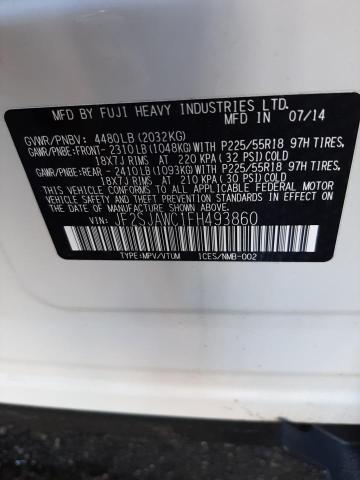 MFD BY FUJI HEAVY INDUSTRIES LTD.
07/14
GVWR/PNBV: 4480LB(2032KG)
GAWR/PNBE:FRONT- 2310LB(1048KG)WITH P225/55R18 97H TIRES.
18X7J RIMS AT 220 KPA(32 PSI)COLD
GAWR/PNBE:REAR- 2410LB(1093KG)WITH P225/55R18 97H TIRES.
18X7J RIMS AT 210 KPA(30 PSI)COLD
THIS VEHICLE CONFORMS TO ALL APPLICABLE FEDERAL MOTOR
VEHICLE SAFETY, BUMPER, AND THEFT PREVENTION STANDARDS
IN EFFECT ON THE DATE OF MANUFACTURE SHOWN ABOVE.
VIN: JF2SJAWC1FH493860
TYPE:MPV/VTUM ICES/NMB-002